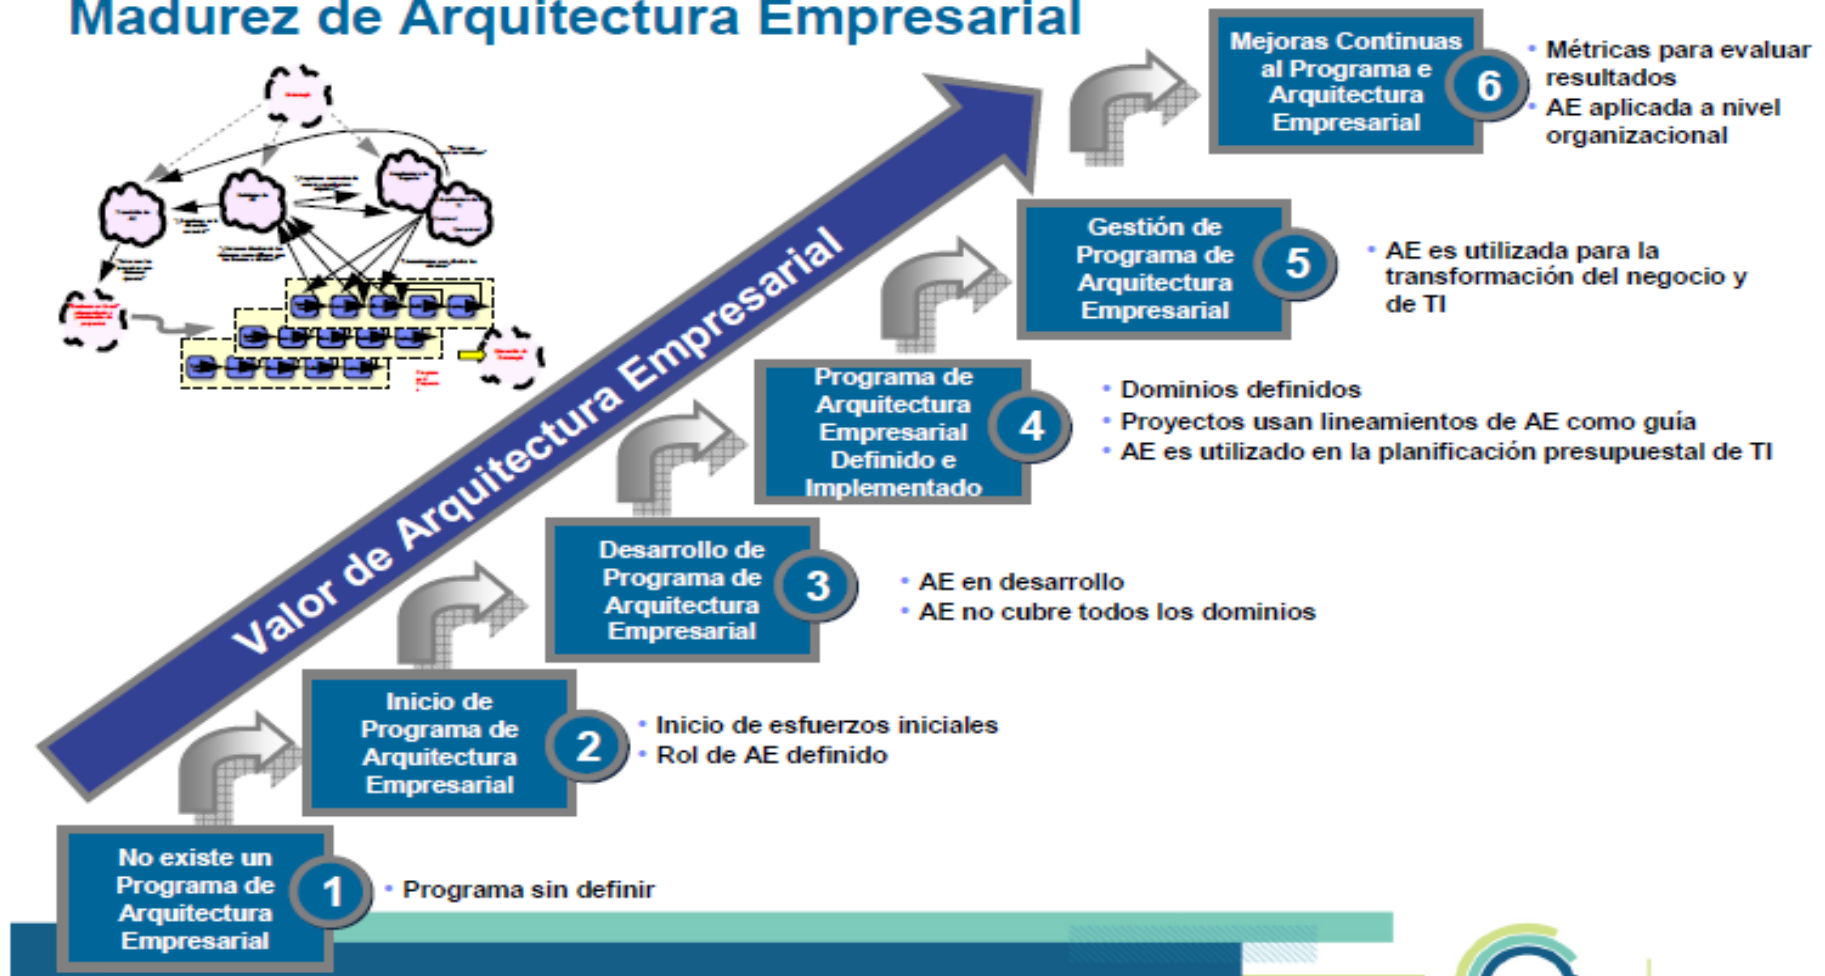 Madurez de Arquitectura Empresarial
Mejoras Continuas
al Programa e
Arquitectura
Empresarial
6
• Métricas para evaluar
resultados
• AE aplicada a nivel
organizacional
Gestión de
Programa de
Arquitectura
Empresarial
5
• AE es utilizada para la
transformación del negocio y
de TI
Valor de Arquitectura Empresarial
Programa de
Arquitectura
Empresarial
Definido e
Implementado
4
• Dominios definidos
• Proyectos usan lineamientos de AE como guía
• AE es utilizado en la planificación presupuestal de TI
Desarrollo de
Programa de
Arquitectura
Empresarial
3
• AE en desarrollo
• AE no cubre todos los dominios
Inicio de
Programa de
Arquitectura
Empresarial
2
• Inicio de esfuerzos iniciales
• Rol de AE definido
No existe un
Programa de
Arquitectura
Empresarial
1
• Programa sin definir